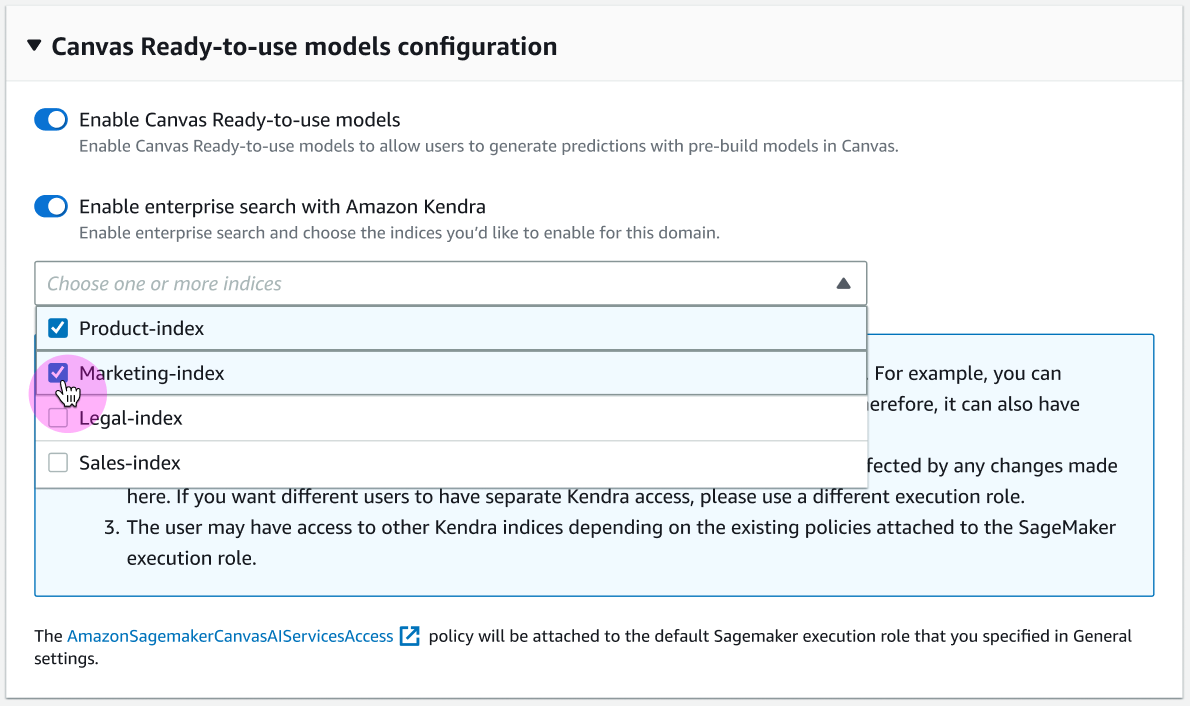 Canvas Ready-to-use models configuration
Enable Canvas Ready-to-use models
Enable Canvas Ready-to-use models to allow users to generate predictions with pre-build models in Canvas.
Enable enterprise search with Amazon Kendra
Enable enterprise search and choose the indices you'd like to enable for this domain.
Choose one or more indices
Product-index
Marketing-index
. For example, you can
erefore, it can also have
Legal-index
Sales-index
fected by any changes made
here. If you want different users to have separate Kendra access, please use a different execution role.
3. The user may have access to other Kendra indices depending on the existing policies attached to the SageMaker
execution role.
The AmazonSagemakerCanvasAIServicesAccess policy will be attached to the default Sagemaker execution role that you specified in General
settings.